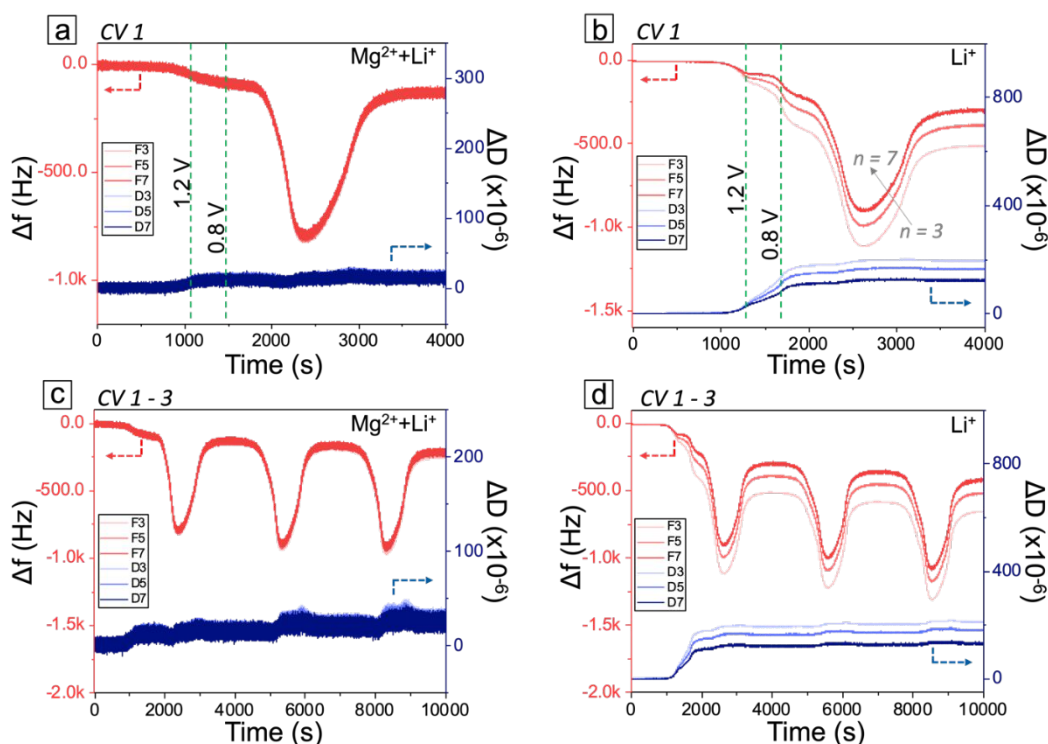 a CV 1
Mg²⁺+Li⁺
0.0
-500.0
-1.0k
Δf (Hz)
1.2 V
0.8 V
F3
F5
F7
D3
D5
D7
300
200
100
0
ΔD (x10⁻⁶)
0 1000 2000 3000 4000
Time (s)
b CV 1
Li⁺
0.0
-500.0
-1.0k
-1.5k
Δf (Hz)
1.2 V
0.8 V
n = 7
n = 3
F3
F5
F7
D3
D5
D7
800
400
0
ΔD (x10⁻⁶)
0 1000 2000 3000 4000
Time (s)
c CV 1 - 3
Mg²⁺+Li⁺
0.0
-500.0
-1.0k
-1.5k
-2.0k
Δf (Hz)
F3
F5
F7
D3
D5
D7
200
100
0
ΔD (x10⁻⁶)
0 2000 4000 6000 8000 10000
Time (s)
d CV 1 - 3
Li⁺
0.0
-500.0
-1.0k
-1.5k
-2.0k
Δf (Hz)
F3
F5
F7
D3
D5
D7
800
400
0
ΔD (x10⁻⁶)
0 2000 4000 6000 8000 10000
Time (s)